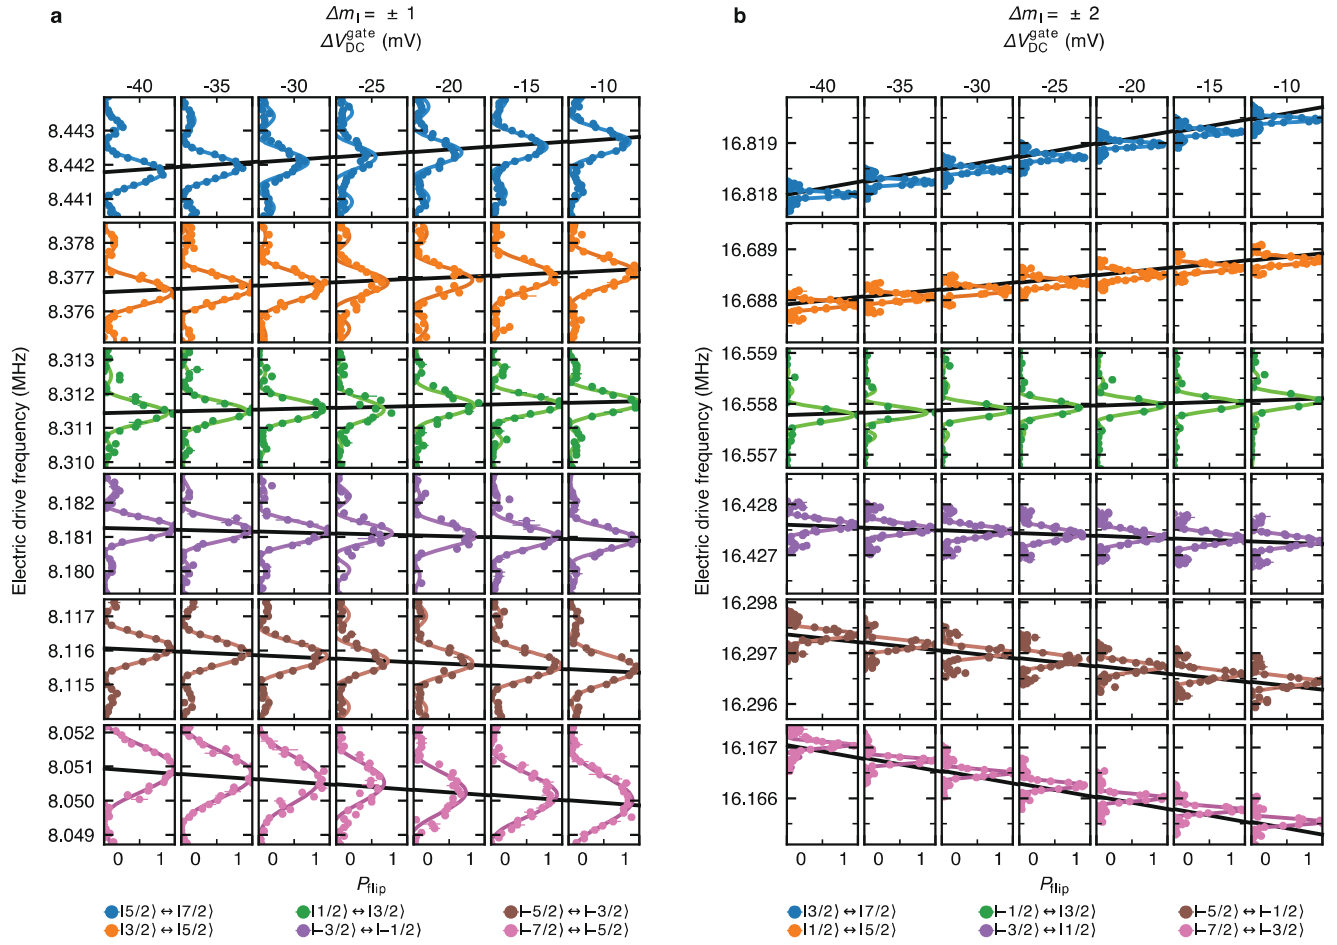 a
Δm_I = ± 1
ΔV_DC^gate (mV)
-40 -33 -30 -25 -20 -15 -10
8.443
8.442
8.441
8.378
8.377
8.376
8.313
8.312
8.311
8.310
8.182
8.181
8.180
8.117
8.116
8.115
8.052
8.051
8.050
8.049
Electric drive frequency (MHz)
0 1 0 1 0 1 0 1 0 1 0 1 0 1
P_flip
|5/2⟩ ↔ |7/2⟩
|3/2⟩ ↔ |5/2⟩
|1/2⟩ ↔ |3/2⟩
|−3/2⟩ ↔ |−1/2⟩
|−5/2⟩ ↔ |−3/2⟩
|−7/2⟩ ↔ |−5/2⟩
b
Δm_I = ± 2
ΔV_DC^gate (mV)
-40 -33 -30 -25 -20 -15 -10
16.819
16.818
16.689
16.688
16.559
16.558
16.557
16.428
16.427
16.298
16.297
16.296
16.167
16.166
Electric drive frequency (MHz)
0 1 0 1 0 1 0 1 0 1 0 1 0 1
P_flip
|3/2⟩ ↔ |7/2⟩
|1/2⟩ ↔ |5/2⟩
|−1/2⟩ ↔ |3/2⟩
|−3/2⟩ ↔ |1/2⟩
|−5/2⟩ ↔ |−1/2⟩
|−7/2⟩ ↔ |−3/2⟩